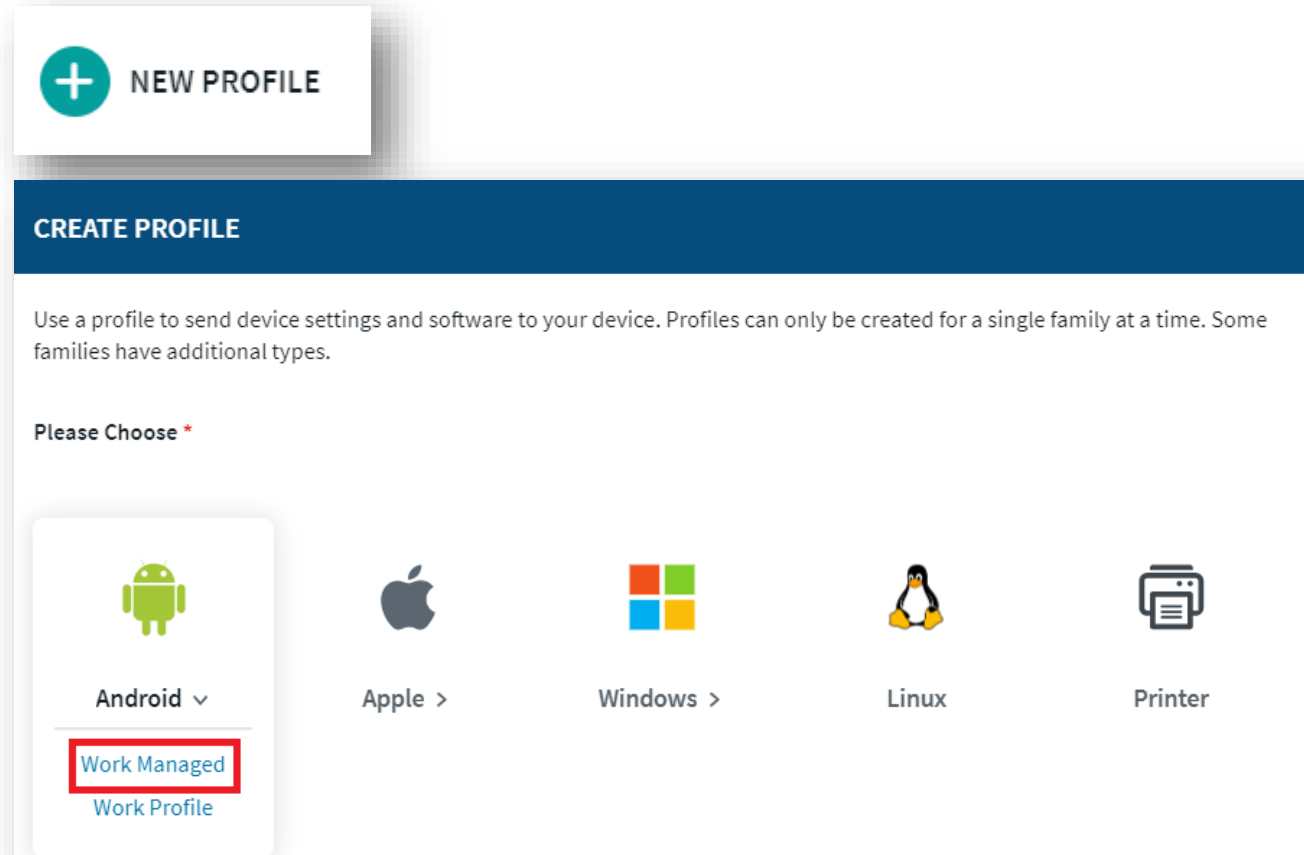 NEW PROFILE
CREATE PROFILE
Use a profile to send device settings and software to your device. Profiles can only be created for a single family at a time. Some
families have additional types.
Please Choose *
Android
Apple >
Windows >
Linux
Printer
Work Managed
Work Profile